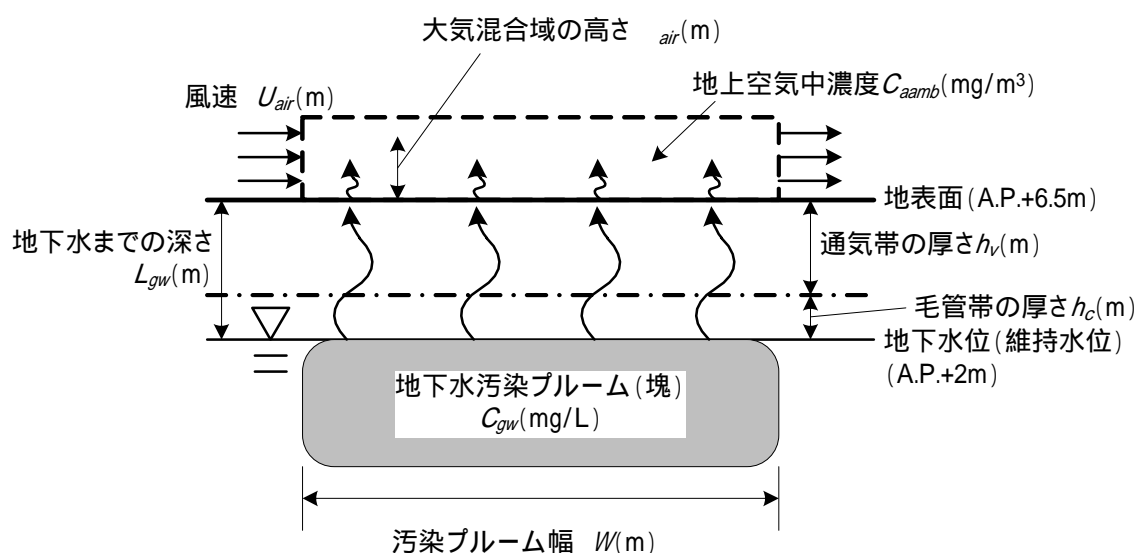 大気混合域の高さ air(m)
風速 Uair(m)
地上空気中濃度Caamb(mg/m³)
地表面(A.P.+6.5m)
地下水までの深さ
Lgw(m)
通気帯の厚さhv(m)
毛管帯の厚さhc(m)
地下水位(維持水位)
(A.P.+2m)
地下水汚染プルーム(塊)
Cgw(mg/L)
汚染プルーム幅 W(m)